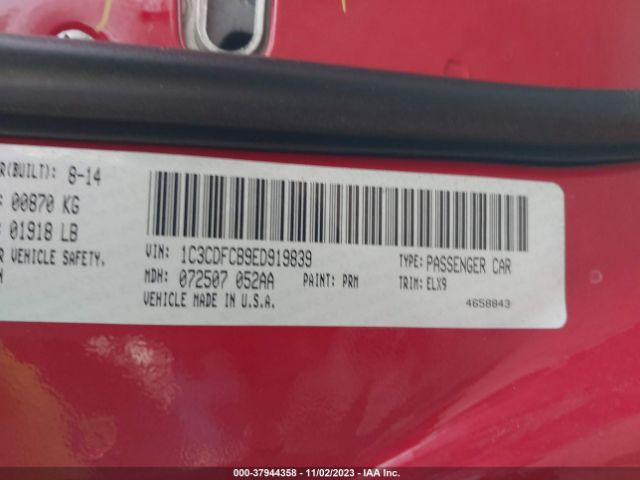 R(BUILT): 8-14
: 00870 KG
: 01918 LB
R VEHICLE SAFETY,
N
VIN: 1C3CDFCB9ED919839
TYPE: PASSENGER CAR
MDH: 072507 052AA
PAINT: PRM
TRIM: ELX9
VEHICLE MADE IN U.S.A.
4658843
000-37944358 - 11/02/2023 - IAA Inc.